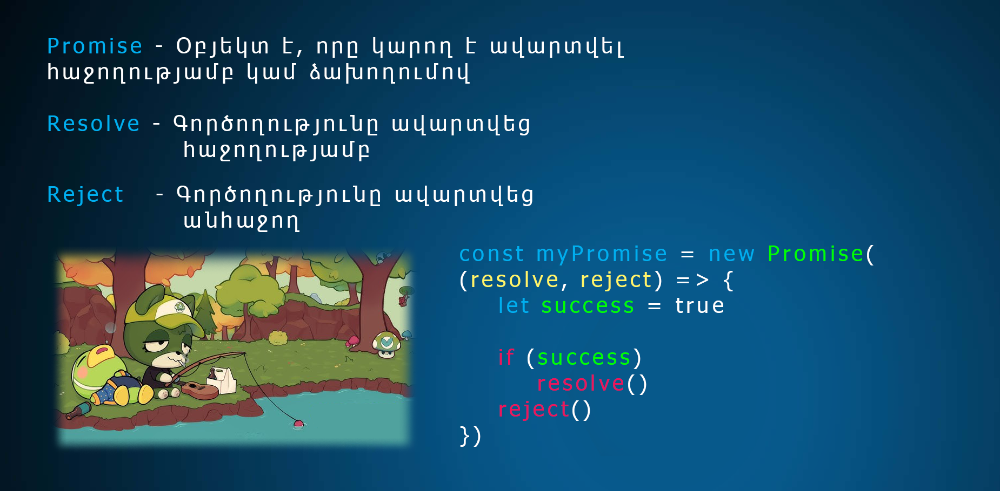 Promise - Օբյեկտ է, որը կարող է ավարտվել
հաջողությամբ կամ ձախողումով
Resolve - Գործողությունը ավարտվեց
հաջողությամբ
Reject - Գործողությունը ավարտվեց
անհաջող
const myPromise = new Promise(
(resolve, reject) => {
let success = true
if (success)
resolve()
reject()
})